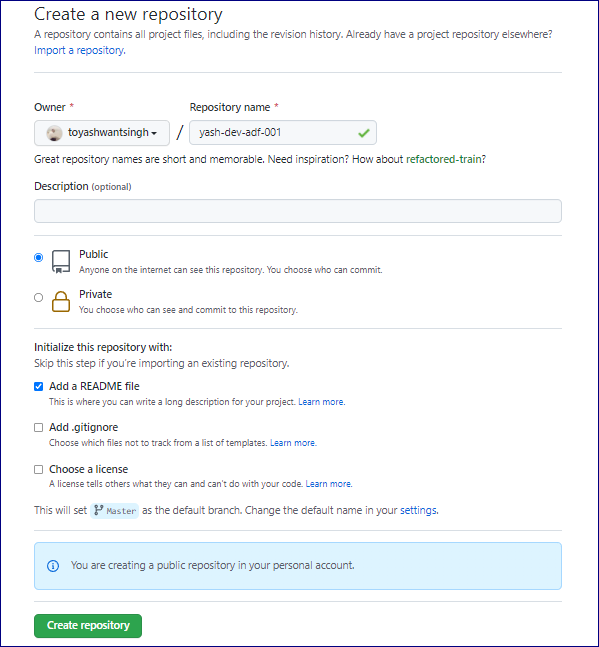 Create a new repository
A repository contains all project files, including the revision history. Already have a project repository elsewhere?
Import a repository.
Owner * Repository name *
toyashwantsingh / yash-dev-adf-001
Great repository names are short and memorable. Need inspiration? How about refactored-train?
Description (optional)
Public
Anyone on the internet can see this repository. You choose who can commit.
Private
You choose who can see and commit to this repository.
Initialize this repository with:
Skip this step if you're importing an existing repository.
Add a README file
This is where you can write a long description for your project. Learn more.
Add .gitignore
Choose which files not to track from a list of templates. Learn more.
Choose a license
A license tells others what they can and can't do with your code. Learn more.
This will set Master as the default branch. Change the default name in your settings.
You are creating a public repository in your personal account.
Create repository